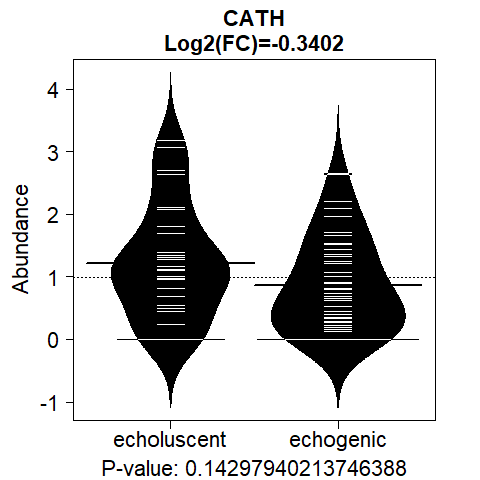 CATH
Log2(FC)=-0.3402
Abundance
4
3
2
1
0
-1
echoluscent
echogenic
P-value: 0.14297940213746388